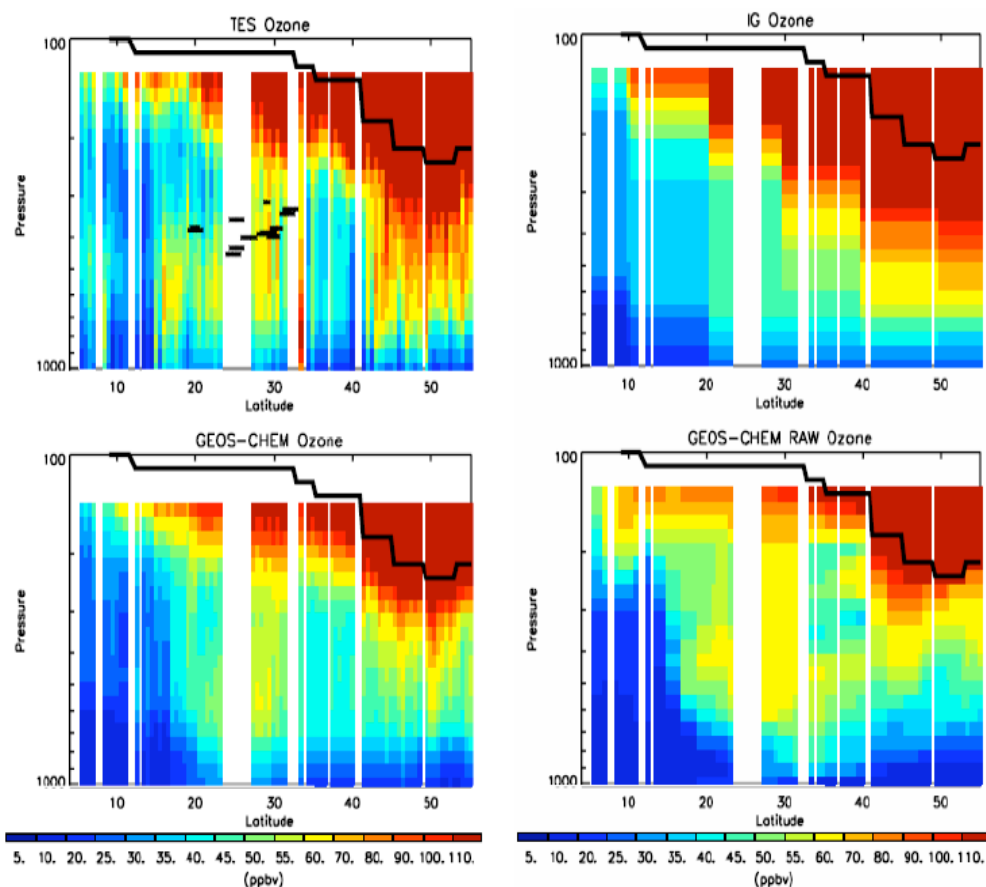 TES Ozone
100
Pressure
1000
10 20 30 40 50
Latitude
IG Ozone
100
Pressure
1000
10 20 30 40 50
Latitude
GEOS-CHEM Ozone
100
Pressure
1000
10 20 30 40 50
Latitude
GEOS-CHEM RAW Ozone
100
Pressure
1000
10 20 30 40 50
Latitude
5. 10. 20. 30. 35. 40. 50. 55. 60. 70. 80. 90. 100. 110.
(ppbv)
5. 10. 20. 30. 35. 40. 50. 55. 60. 70. 80. 90. 100. 110.
(ppbv)